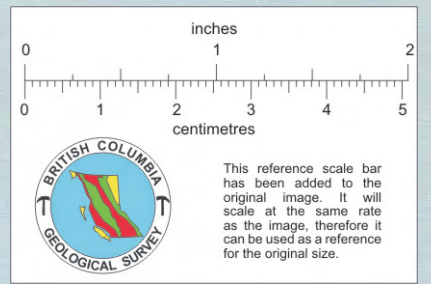 inches
0 1 2
0 1 2 3 4 5
centimetres
BRITISH COLUMBIA
GEOLOGICAL SURVEY
This reference scale bar
has been added to the
original image. It will
scale at the same rate
as the image, therefore it
can be used as a reference
for the original size.